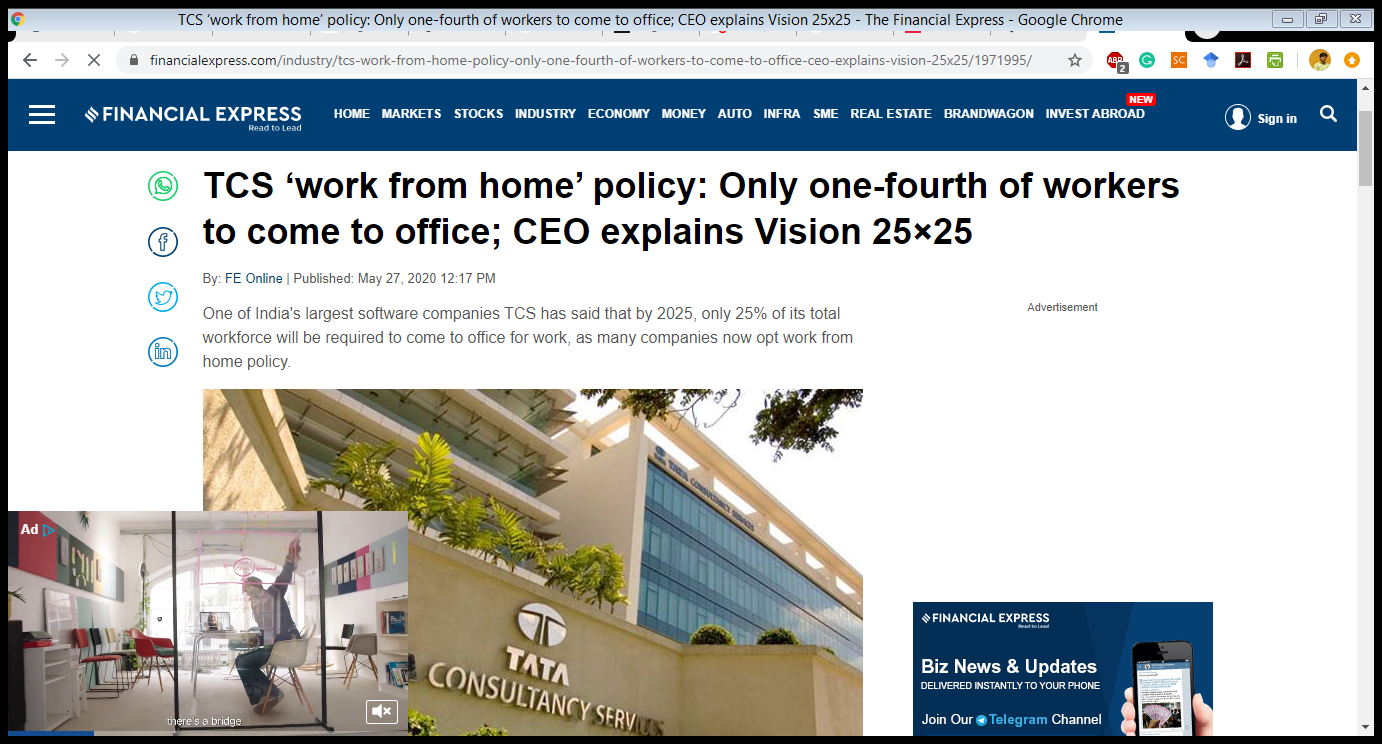 TCS ‘work from home’ policy: Only one-fourth of workers to come to office; CEO explains Vision 25x25 - The Financial Express - Google Chrome
financialexpress.com/industry/tcs-work-from-home-policy-only-one-fourth-of-workers-to-come-to-office-ceo-explains-vision-25x25/1971995/
ABP
2
SC
FINANCIAL EXPRESS
Read to Lead
HOME MARKETS STOCKS INDUSTRY ECONOMY MONEY AUTO INFRA SME REAL ESTATE BRANDWAGON INVEST ABROAD
NEW
Sign in
TCS ‘work from home’ policy: Only one-fourth of workers
to come to office; CEO explains Vision 25×25
By: FE Online | Published: May 27, 2020 12:17 PM
One of India's largest software companies TCS has said that by 2025, only 25% of its total
workforce will be required to come to office for work, as many companies now opt work from
home policy.
Advertisement
TATA CONSULTANCY SERVICES
TATA
CONSULTANCY SERVICES
Ad
there's a bridge
FINANCIAL EXPRESS
Read to Lead
Biz News & Updates
DELIVERED INSTANTLY TO YOUR PHONE
Join Our Telegram Channel